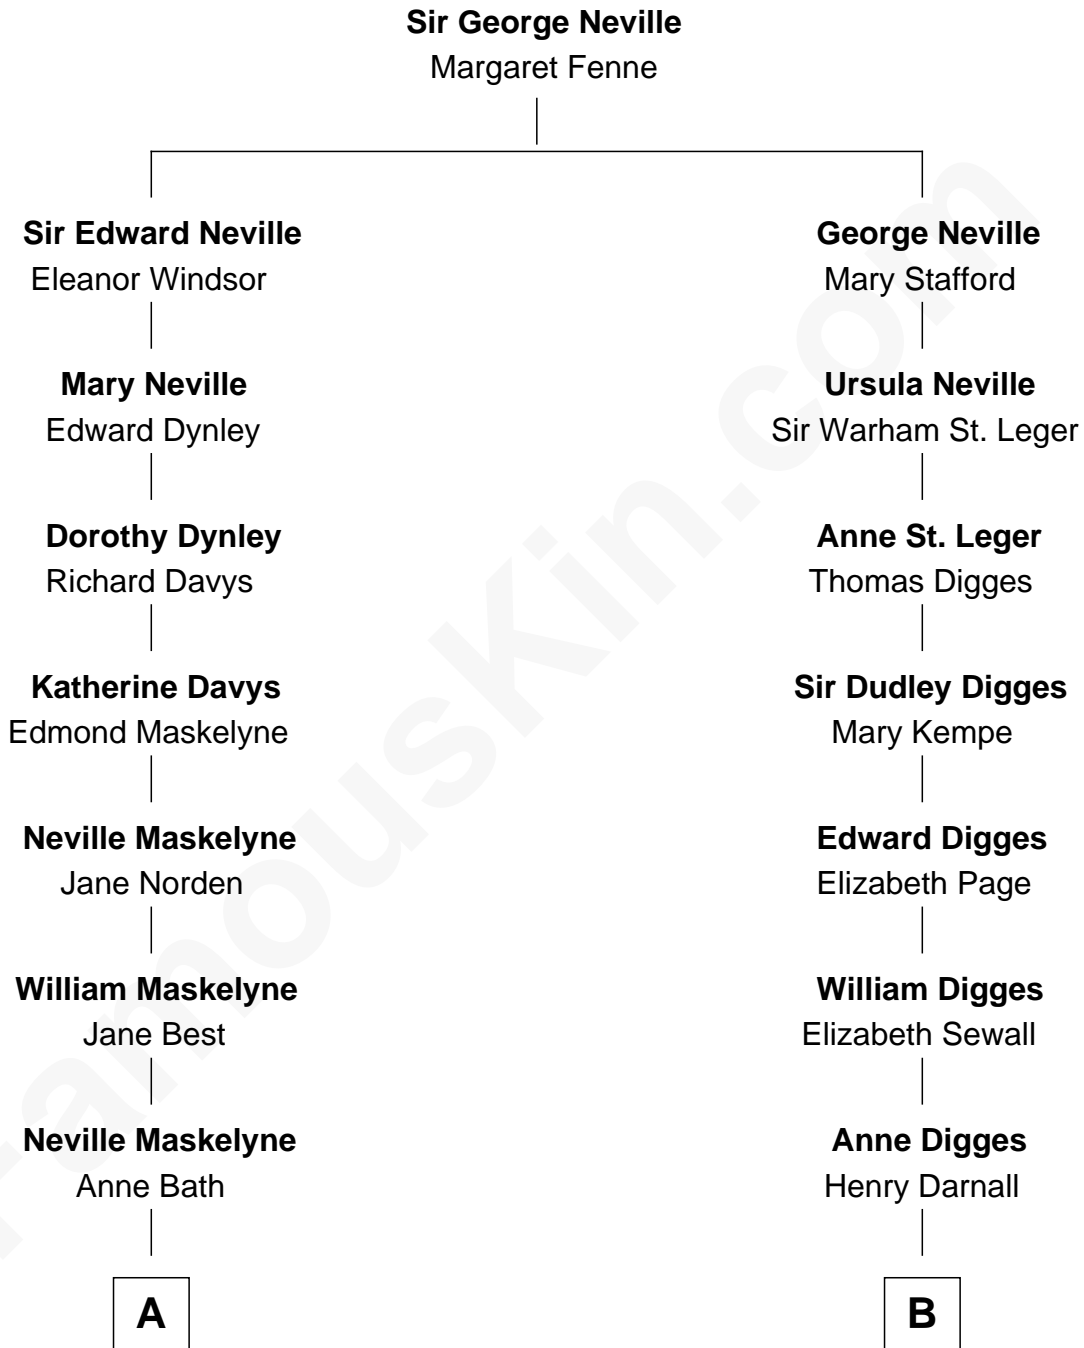 Sir George Neville
Margaret Fenne
Sir Edward Neville
Eleanor Windsor
George Neville
Mary Stafford
Mary Neville
Edward Dynley
Ursula Neville
Sir Warham St. Leger
Dorothy Dynley
Richard Davys
Anne St. Leger
Thomas Digges
Katherine Davys
Edmond Maskelyne
Sir Dudley Digges
Mary Kempe
Neville Maskelyne
Jane Norden
Edward Digges
Elizabeth Page
William Maskelyne
Jane Best
William Digges
Elizabeth Sewall
Neville Maskelyne
Anne Bath
Anne Digges
Henry Darnall
A
B
FamousKin.com